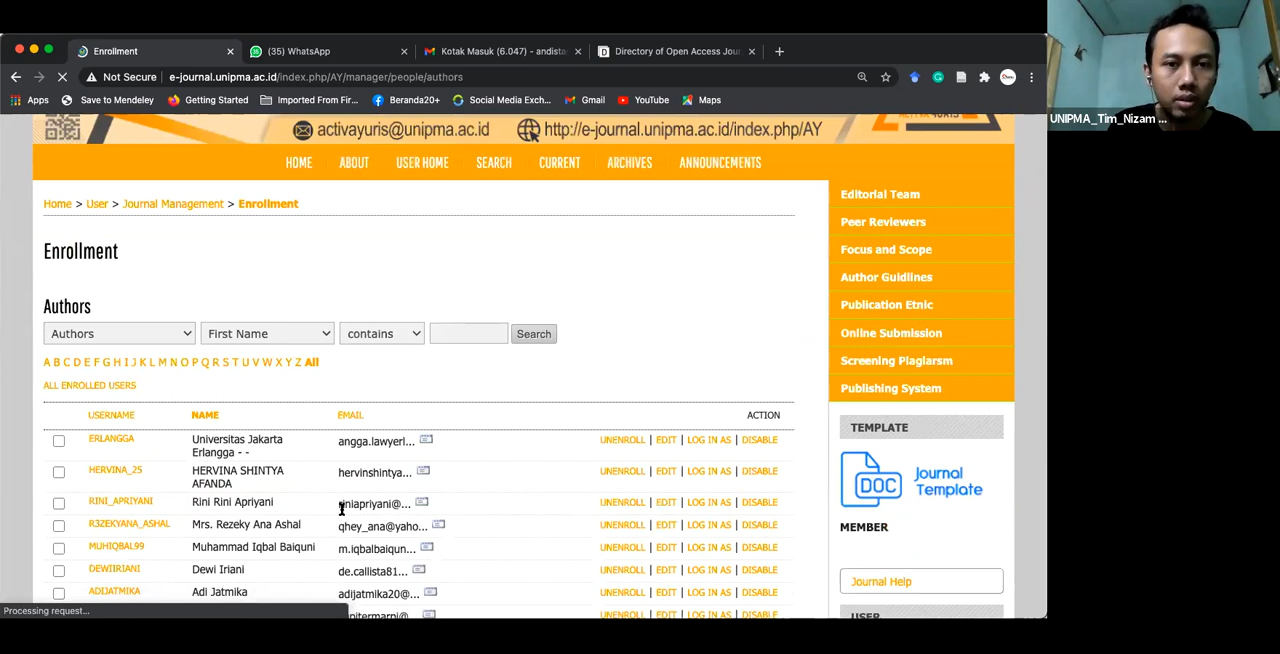 Enrollment
(35) WhatsApp
Kotak Masuk (6.047) - andista
Directory of Open Access Jou
Not Secure
e-journal.unipma.ac.id/index.php/AY/manager/people/authors
Apps
Save to Mendeley
Getting Started
Imported From Fir...
Beranda20+
Social Media Exch...
Gmail
YouTube
Maps
UNIPMA_Tim_Nizam ...
activayuris@unipma.ac.id
http://e-journal.unipma.ac.id/index.php/AY
HOME
ABOUT
USER HOME
SEARCH
CURRENT
ARCHIVES
ANNOUNCEMENTS
Home > User > Journal Management > Enrollment
Enrollment
Authors
Authors
First Name
contains
Search
A B C D E F G H I J K L M N O P Q R S T U V W X Y Z All
ALL ENROLLED USERS
USERNAME NAME EMAIL ACTION
ERLANGGA Universitas Jakarta angga.lawyerl... UNENROLL | EDIT | LOG IN AS | DISABLE
Erlangga - -
HERVINA_25 HERVINA SHINTYA hervinshintya... UNENROLL | EDIT | LOG IN AS | DISABLE
AFANDA
RINI_APRIYANI Rini Rini Apriyani riniapriyani@... UNENROLL | EDIT | LOG IN AS | DISABLE
R3ZEKYANA_ASHAL Mrs. Rezeky Ana Ashal qhey_ana@yaho... UNENROLL | EDIT | LOG IN AS | DISABLE
MUHIQBAL99 Muhammad Iqbal Baiquni m.iqbalbaiqun... UNENROLL | EDIT | LOG IN AS | DISABLE
DEWIIRIANI Dewi Iriani de.callista81... UNENROLL | EDIT | LOG IN AS | DISABLE
ADIJATMIKA Adi Jatmika adijatmika20@... UNENROLL | EDIT | LOG IN AS | DISABLE
UNENROLL | EDIT | LOG IN AS | DISABLE
Processing request...
Editorial Team
Peer Reviewers
Focus and Scope
Author Guidlines
Publication Etnic
Online Submission
Screening Plagiarsm
Publishing System
TEMPLATE
DOC
Journal
Template
MEMBER
Journal Help
USER